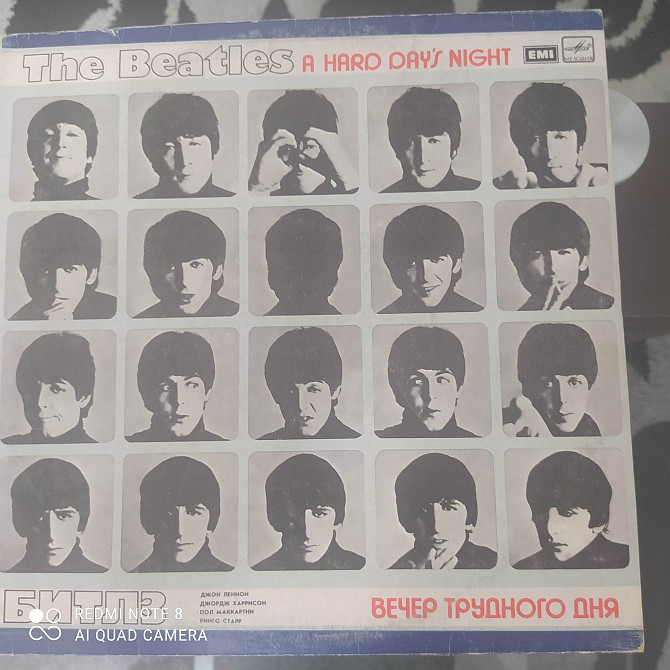 The Beatles A HARD DAY'S NIGHT EMI МЕЛОДИЯ
БИТЛЗ
ДЖОН ЛЕННОН
ДЖОРДЖ ХАРРИСОН
ПОЛ МАККАРТНИ
РИНГО СТАРР
ВЕЧЕР ТРУДНОГО ДНЯ
REDMI NOTE 8
AI QUAD CAMERA